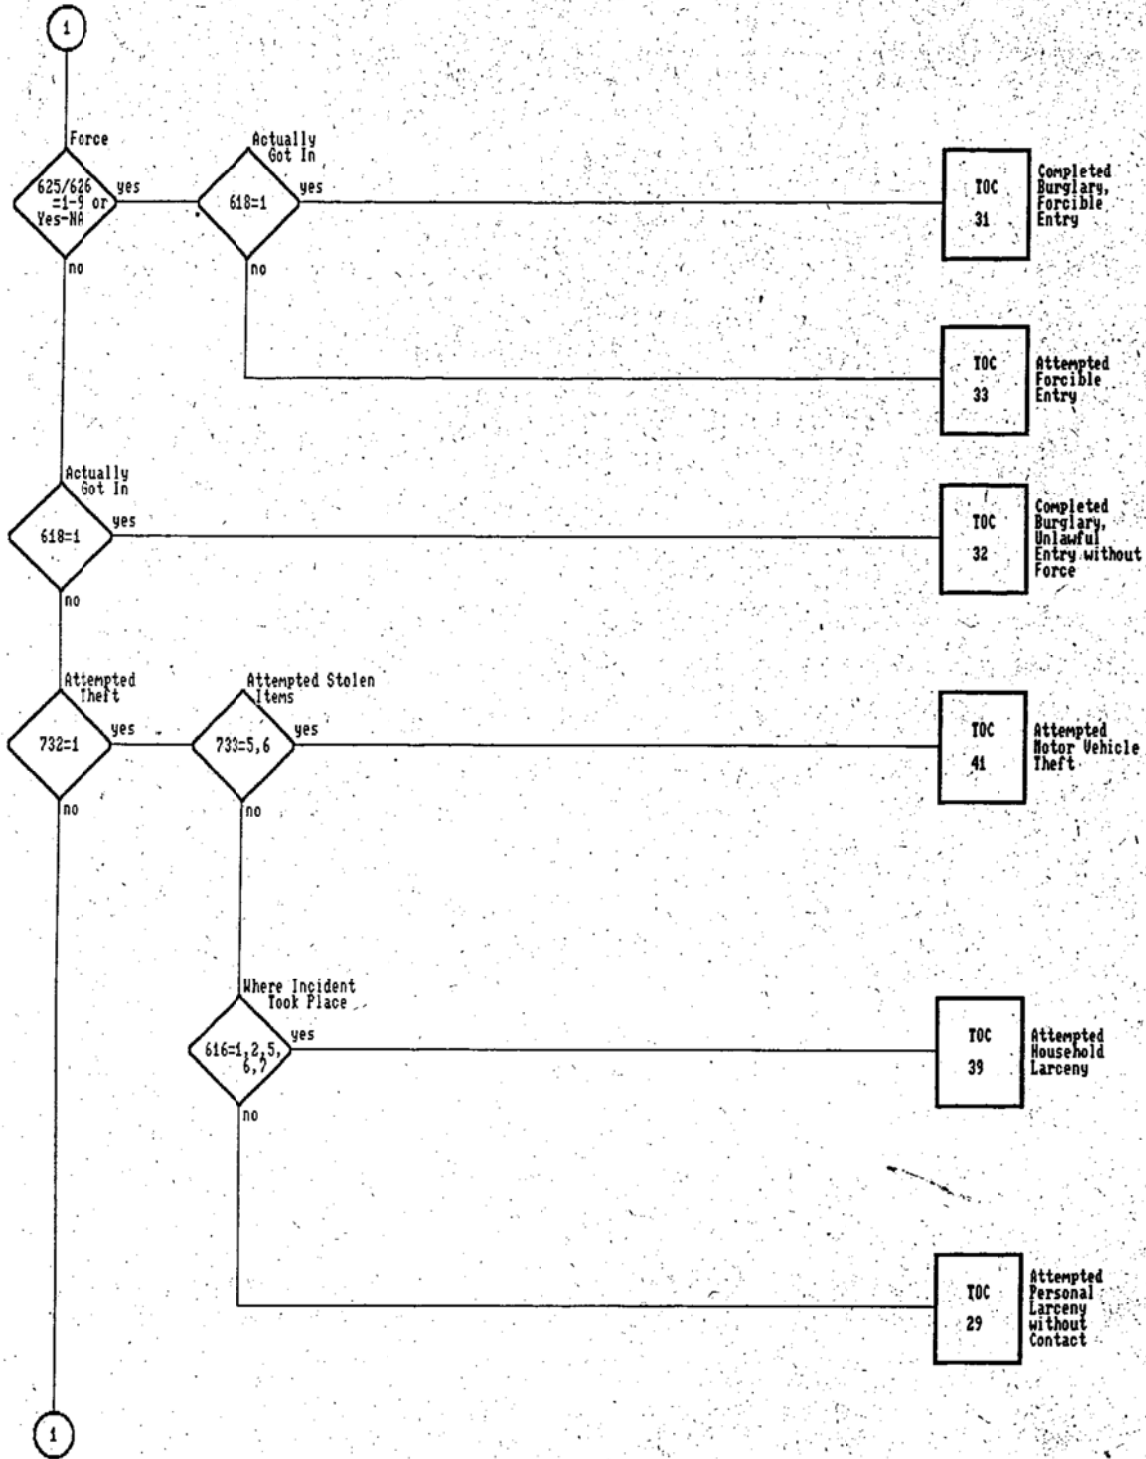 1
Force
625/626
=1-9 or
Yes-NA
yes
no
Actually
Got In
618=1
yes
no
TOC
31
Completed
Burglary,
Forcible
Entry
TOC
33
Attempted
Forcible
Entry
Actually
Got In
618=1
yes
no
TOC
32
Completed
Burglary,
Unlawful
Entry without
Force
Attempted
Theft
732=1
yes
no
Attempted Stolen
Items
733=5,6
yes
no
TOC
41
Attempted
Motor Vehicle
Theft
Where Incident
Took Place
616=1,2,5,
6,7
yes
no
TOC
39
Attempted
Household
Larceny
TOC
29
Attempted
Personal
Larceny
without
Contact
1